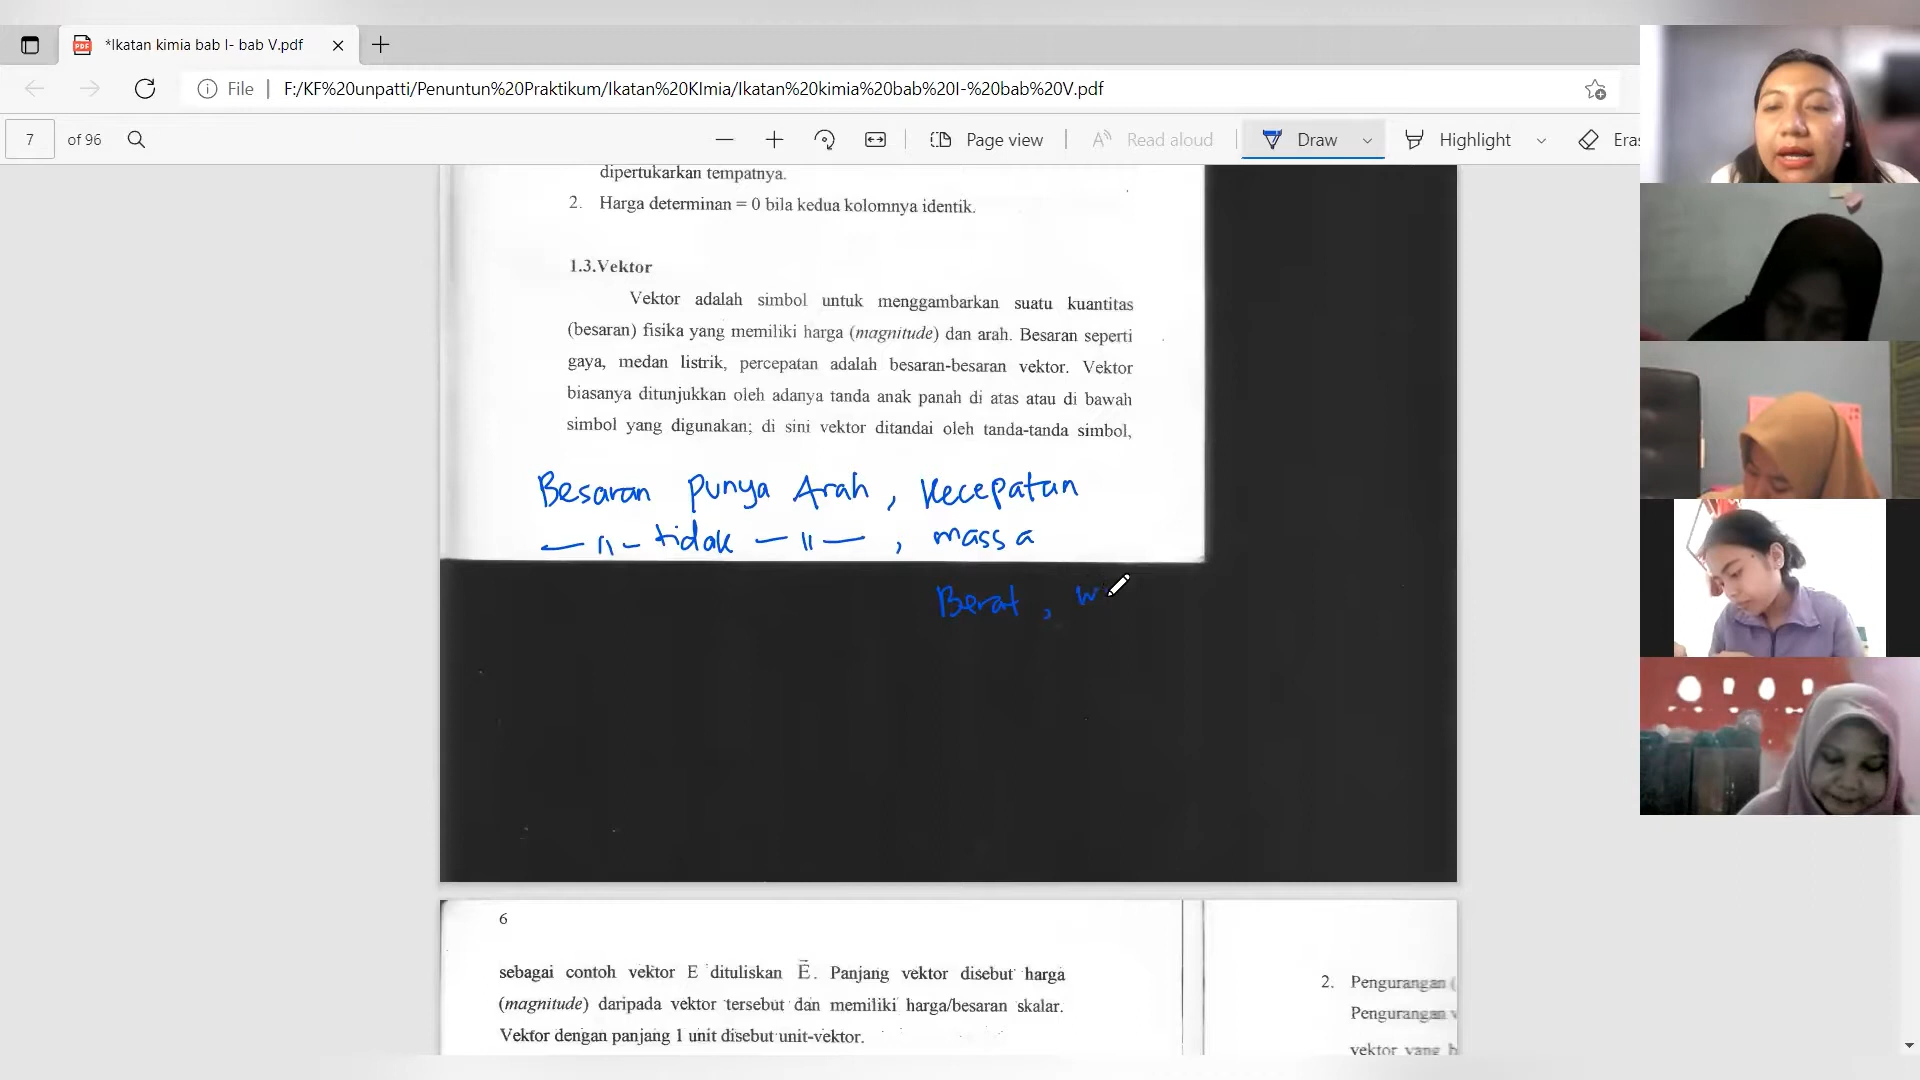 *Ikatan kimia bab I- bab V.pdf
File
F:/KF%20unpatti/Penuntun%20Praktikum/Ikatan%20KImia/Ikatan%20kimia%20bab%20I-%20bab%20V.pdf
7 of 96
Page view
Read aloud
Draw
Highlight
Eras
dipertukarkan tempatnya.
2. Harga determinan = 0 bila kedua kolomnya identik.
1.3.Vektor
Vektor adalah simbol untuk menggambarkan suatu kuantitas
(besaran) fisika yang memiliki harga (magnitude) dan arah. Besaran seperti
gaya, medan listrik, percepatan adalah besaran-besaran vektor. Vektor
biasanya ditunjukkan oleh adanya tanda anak panah di atas atau di bawah
simbol yang digunakan; di sini vektor ditandai oleh tanda-tanda simbol,
Besaran Punya Arah, Kecepatan
— 11 - tidak — 11 —, massa
Berat, w
6
sebagai contoh vektor E dituliskan E⃗. Panjang vektor disebut harga
(magnitude) daripada vektor tersebut dan memiliki harga/besaran skalar.
Vektor dengan panjang 1 unit disebut unit-vektor.
2. Pengurangan (
Pengurangan v
vektor yang b